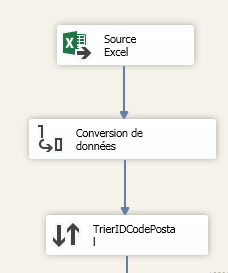 Source
Excel
Conversion de
données
TrierIDCodePosta
l